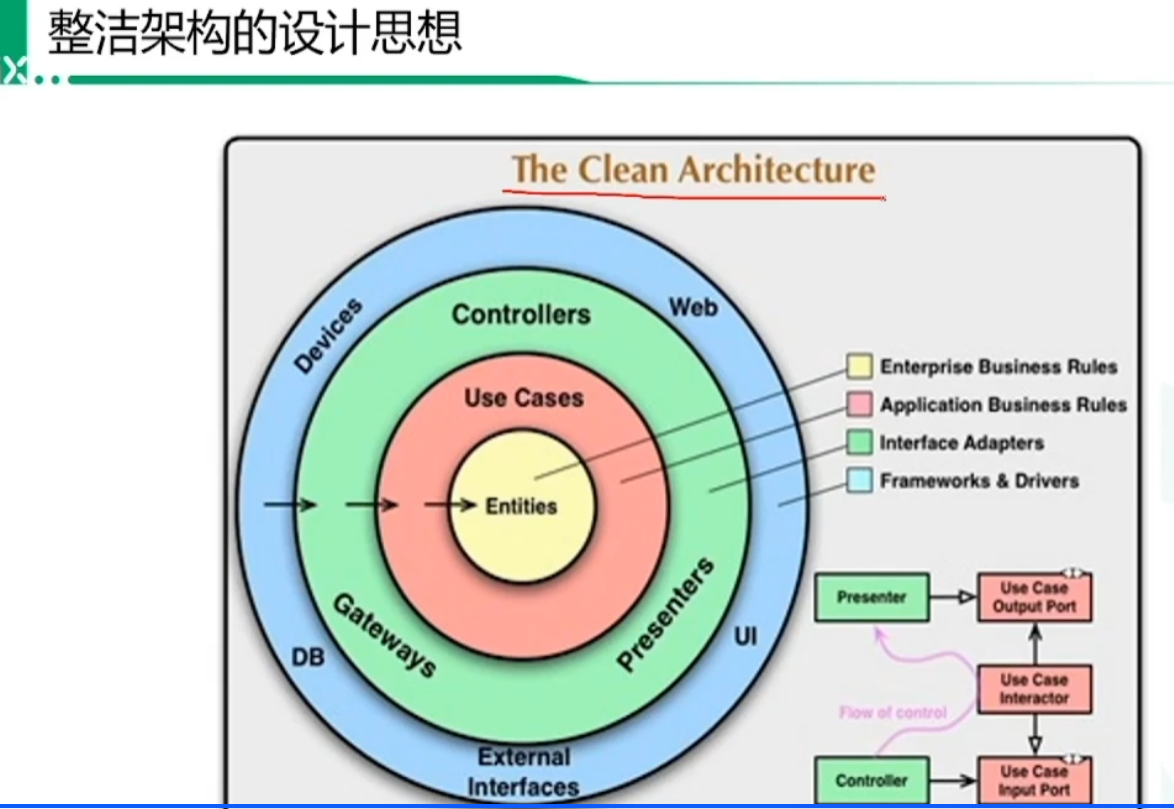 整洁架构的设计思想
The Clean Architecture
Devices
Web
Controllers
Use Cases
Entities
Gateways
Presenters
DB
UI
External
Interfaces
Enterprise Business Rules
Application Business Rules
Interface Adapters
Frameworks & Drivers
Presenter
Use Case
Output Port
<I>
Use Case
Interactor
Flow of control
Controller
Use Case
Input Port
<I>